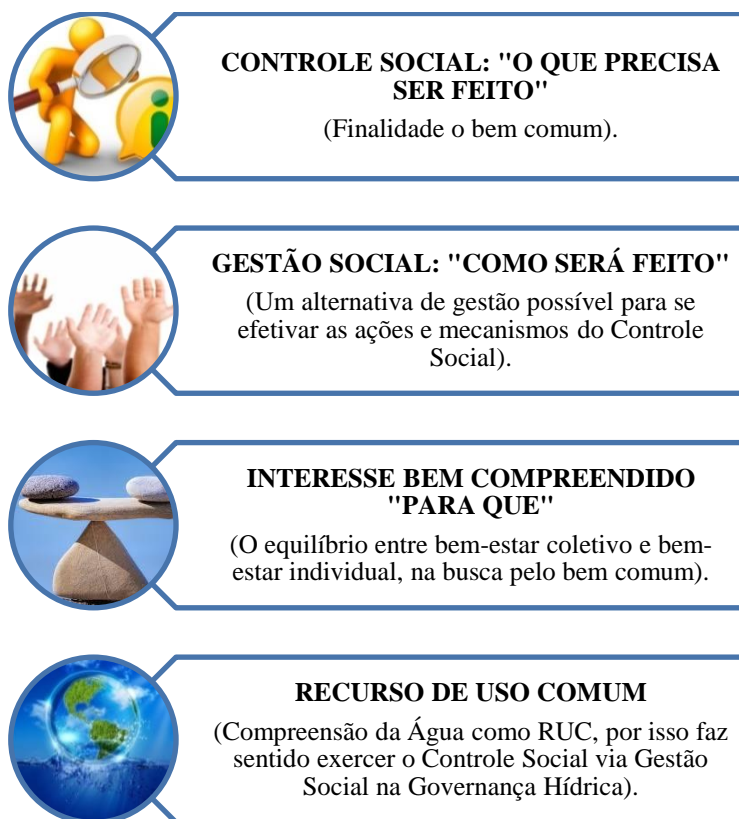 CONTROLE SOCIAL: "O QUE PRECISA
SER FEITO"
(Finalidade o bem comum).
GESTÃO SOCIAL: "COMO SERÁ FEITO"
(Um alternativa de gestão possível para se
efetivar as ações e mecanismos do Controle
Social).
INTERESSE BEM COMPREENDIDO
"PARA QUE"
(O equilíbrio entre bem-estar coletivo e bem-
estar individual, na busca pelo bem comum).
RECURSO DE USO COMUM
(Compreensão da Água como RUC, por isso faz
sentido exercer o Controle Social via Gestão
Social na Governança Hídrica).